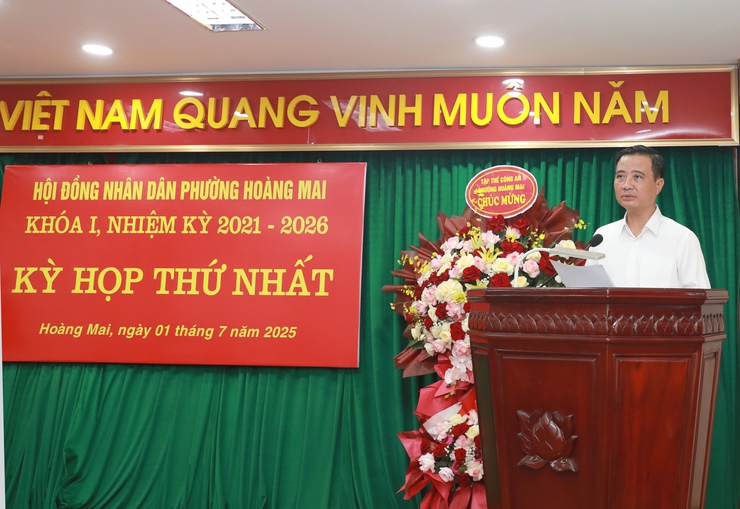 VIỆT NAM QUANG VINH MUÔN NĂM
HỘI ĐỒNG NHÂN DÂN PHƯỜNG HOÀNG MAI
KHÓA I, NHIỆM KỲ 2021 - 2026
KỲ HỌP THỨ NHẤT
Hoàng Mai, ngày 01 tháng 7 năm 2025
TẬP THỂ CÔNG AN
PHƯỜNG HOÀNG MAI
CHÚC MỪNG